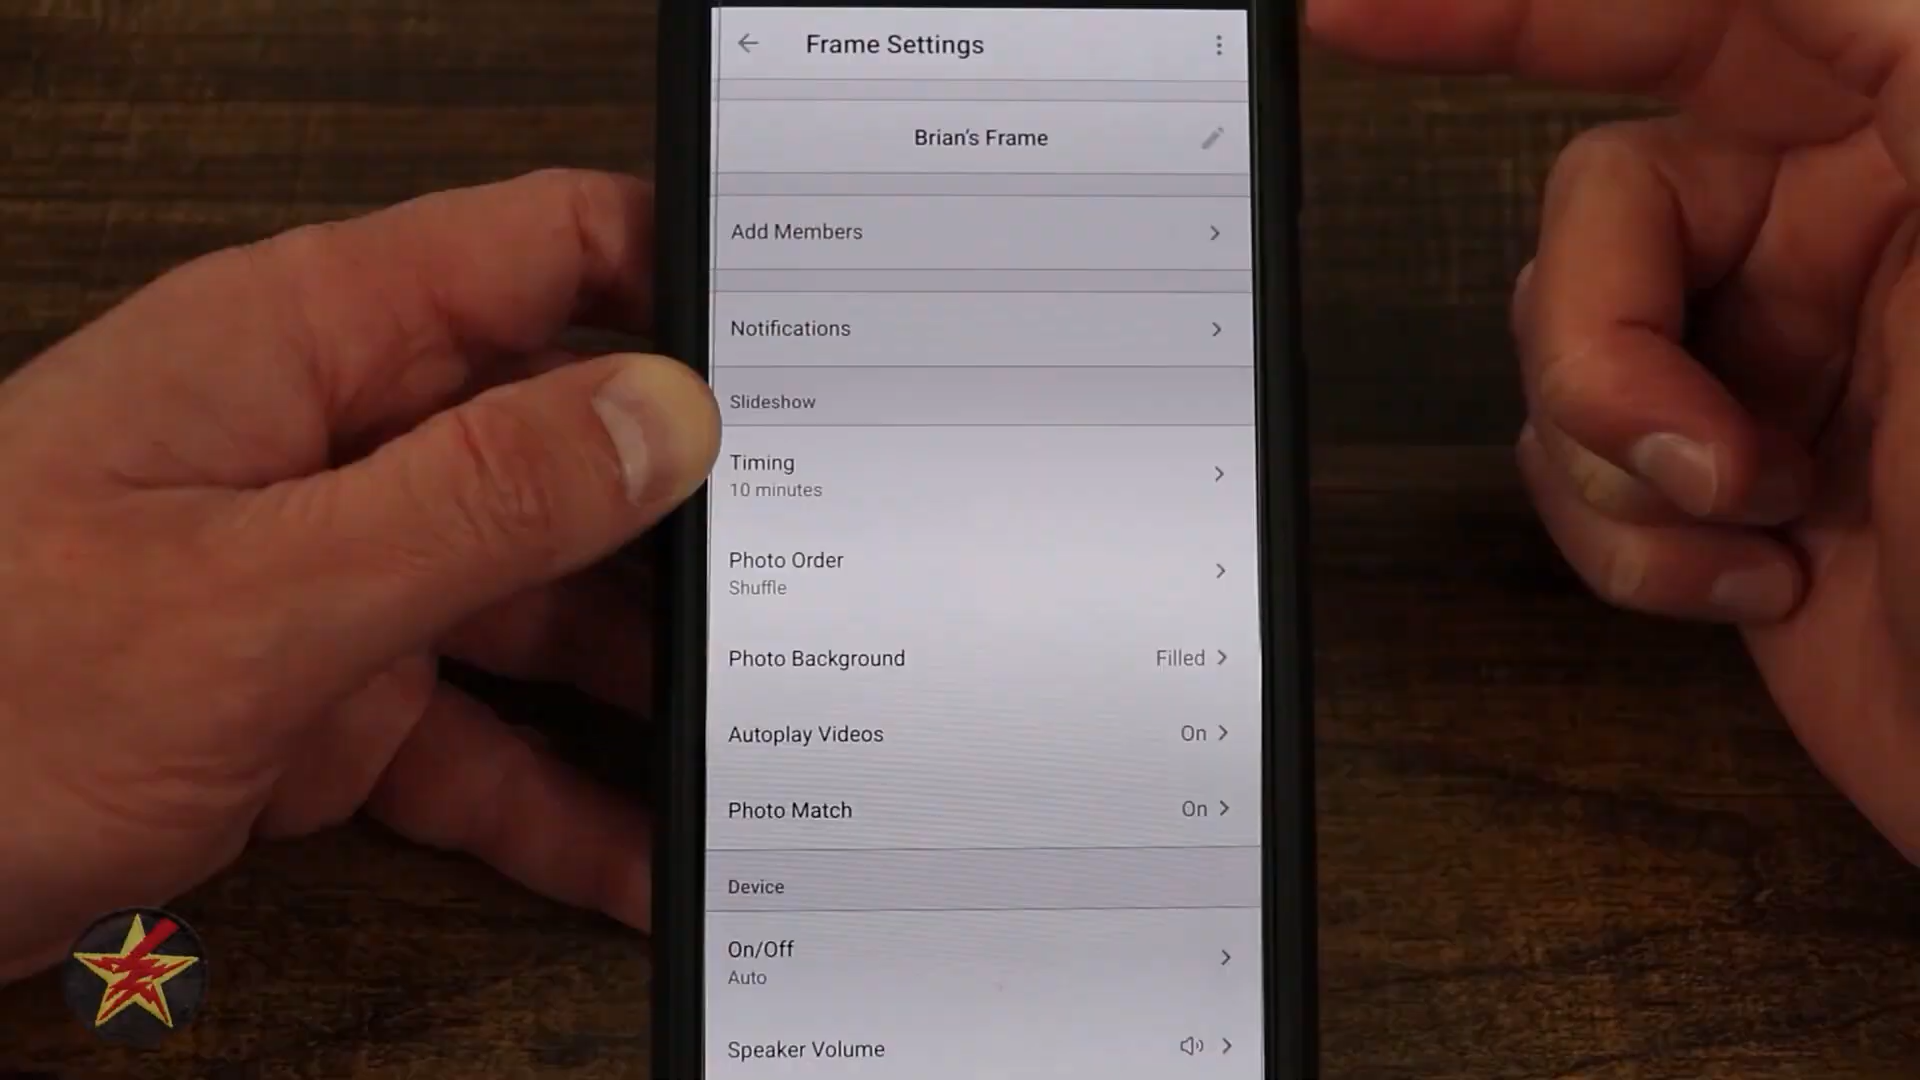 Frame Settings
Brian's Frame
Add Members
Notifications
Slideshow
Timing
10 minutes
Photo Order
Shuffle
Photo Background Filled
Autoplay Videos On
Photo Match On
Device
On/Off
Auto
Speaker Volume